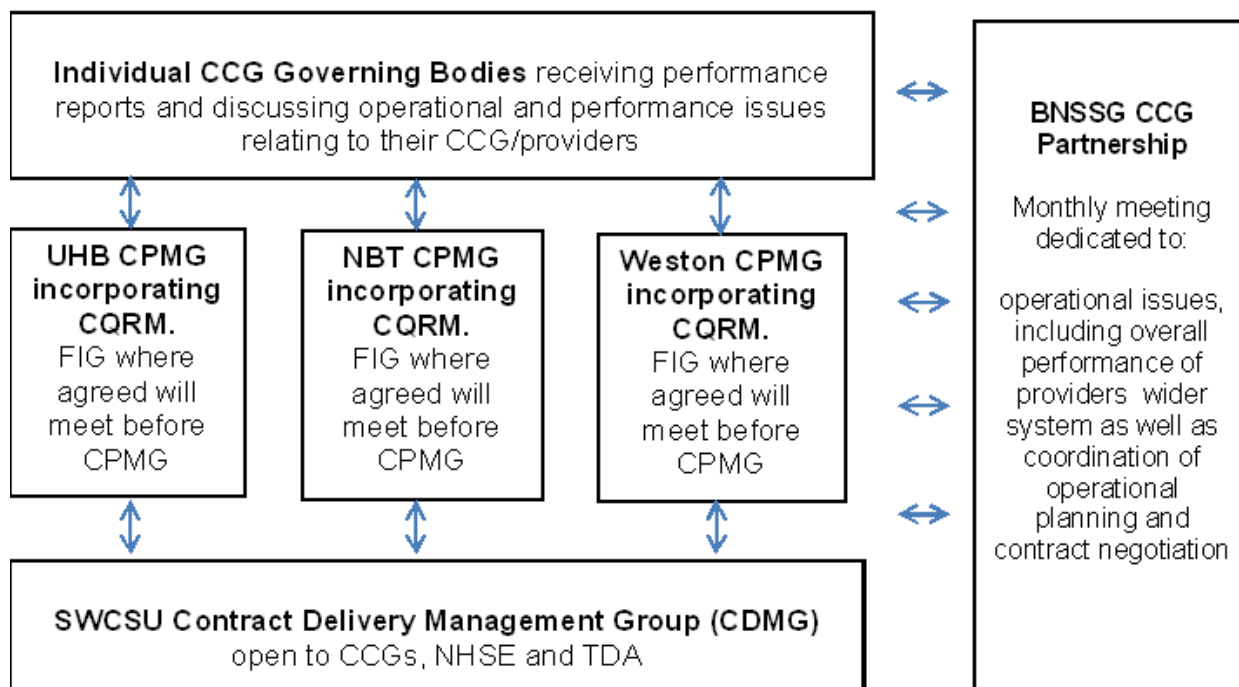 Individual CCG Governing Bodies receiving performance
reports and discussing operational and performance issues
relating to their CCG/providers
UHB CPMG
incorporating
CQRM.
FIG where
agreed will
meet before
CPMG
NBT CPMG
incorporating
CQRM.
FIG where
agreed will
meet before
CPMG
Weston CPMG
incorporating
CQRM.
FIG where
agreed will
meet before
CPMG
SWCSU Contract Delivery Management Group (CDMG)
open to CCGs, NHSE and TDA
BNSSG CCG
Partnership
Monthly meeting
dedicated to:
operational issues,
including overall
performance of
providers wider
system as well as
coordination of
operational
planning and
contract negotiation